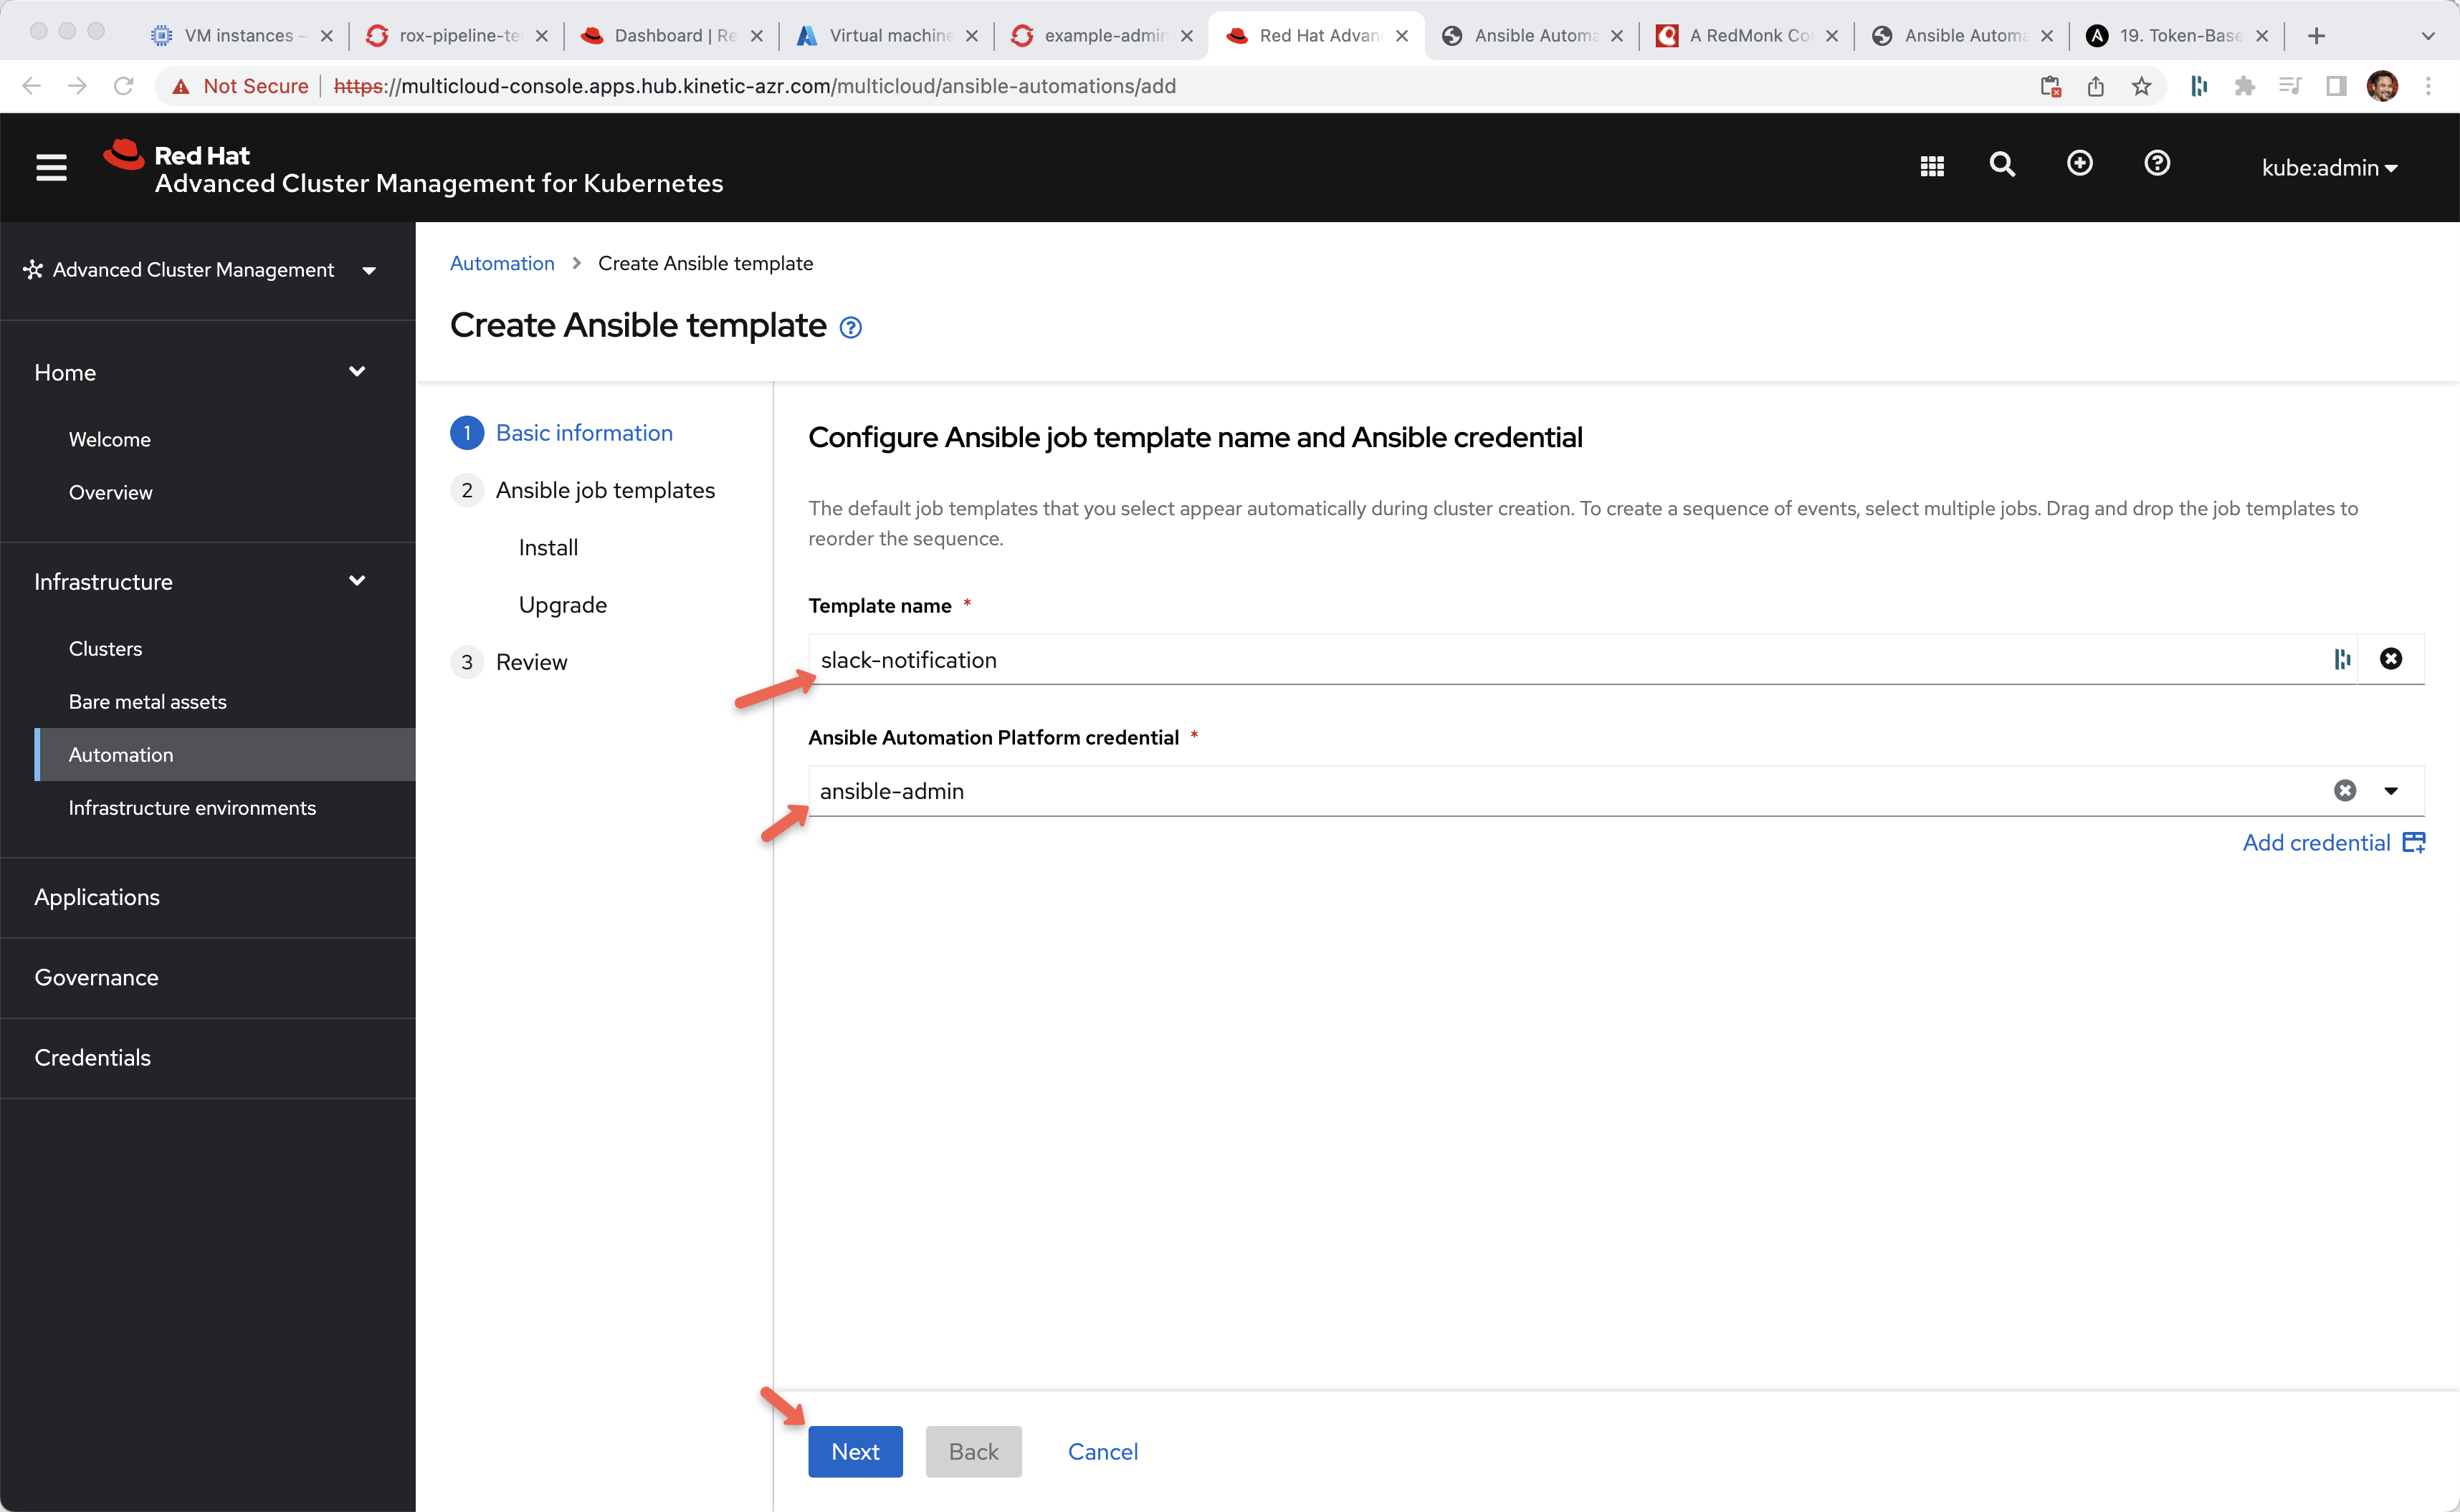 VM instances –
rox-pipeline-te
Dashboard | Re
Virtual machine
example-admin
Red Hat Advan
Ansible Automa
A RedMonk Co
Ansible Automa
19. Token-Base
Not Secure
https://multicloud-console.apps.hub.kinetic-azr.com/multicloud/ansible-automations/add
Red Hat
Advanced Cluster Management for Kubernetes
kube:admin
Advanced Cluster Management
Home
Welcome
Overview
Infrastructure
Clusters
Bare metal assets
Automation
Infrastructure environments
Applications
Governance
Credentials
Automation > Create Ansible template
Create Ansible template
1 Basic information
2 Ansible job templates
Install
Upgrade
3 Review
Configure Ansible job template name and Ansible credential
The default job templates that you select appear automatically during cluster creation. To create a sequence of events, select multiple jobs. Drag and drop the job templates to
reorder the sequence.
Template name *
slack-notification
Ansible Automation Platform credential *
ansible-admin
Add credential
Next
Back
Cancel